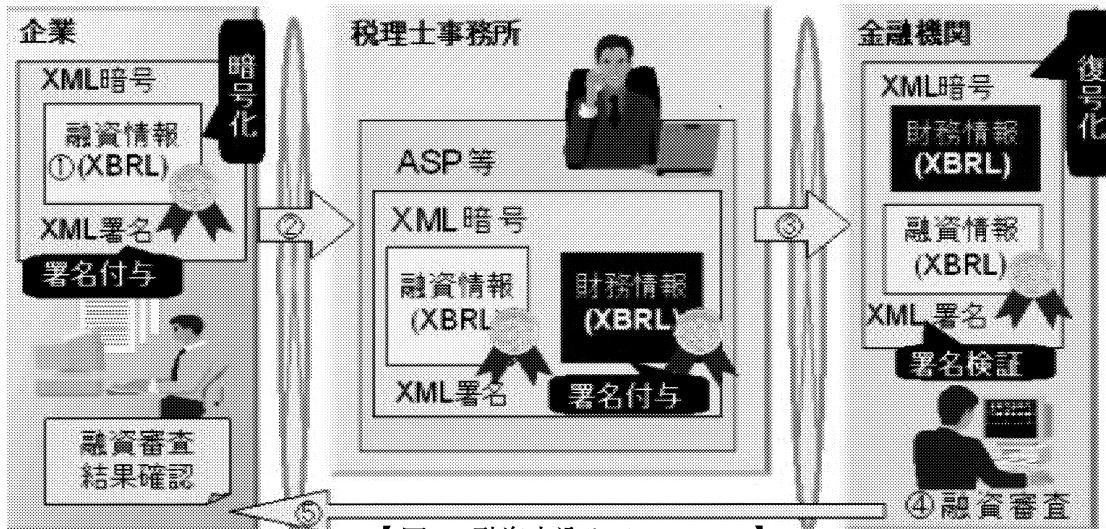 企業
XML暗号
暗号化
融資情報
①(XBRL)
XML署名
署名付与
融資審査
結果確認
②
税理士事務所
ASP等
XML暗号
融資情報
(XBRL)
財務情報
(XBRL)
XML署名
署名付与
③
金融機関
XML暗号
復号化
財務情報
(XBRL)
融資情報
(XBRL)
XML署名
署名検証
④融資審査
⑤